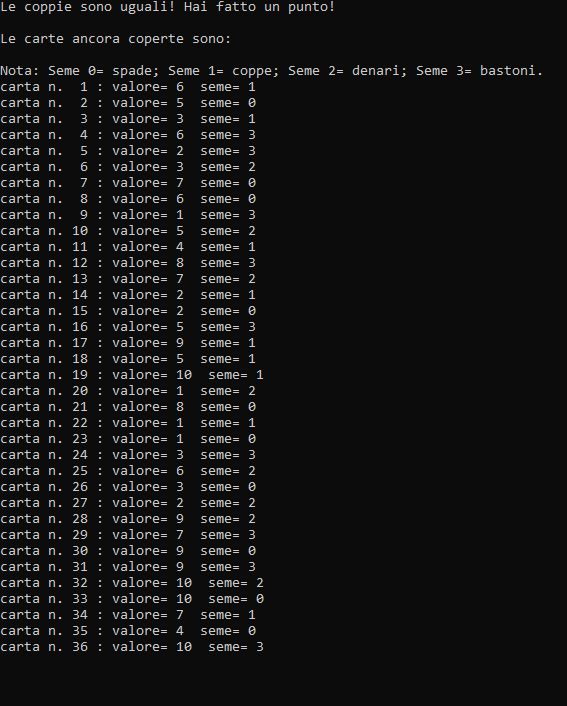 Le coppie sono uguali! Hai fatto un punto!
Le carte ancora coperte sono:
Nota: Seme 0= spade; Seme 1= coppe; Seme 2= denari; Seme 3= bastoni.
carta n.  1 : valore= 6  seme= 1
carta n.  2 : valore= 5  seme= 0
carta n.  3 : valore= 3  seme= 1
carta n.  4 : valore= 6  seme= 3
carta n.  5 : valore= 2  seme= 3
carta n.  6 : valore= 3  seme= 2
carta n.  7 : valore= 7  seme= 0
carta n.  8 : valore= 6  seme= 0
carta n.  9 : valore= 1  seme= 3
carta n. 10 : valore= 5  seme= 2
carta n. 11 : valore= 4  seme= 1
carta n. 12 : valore= 8  seme= 3
carta n. 13 : valore= 7  seme= 2
carta n. 14 : valore= 2  seme= 1
carta n. 15 : valore= 2  seme= 0
carta n. 16 : valore= 5  seme= 3
carta n. 17 : valore= 9  seme= 1
carta n. 18 : valore= 5  seme= 1
carta n. 19 : valore= 10  seme= 1
carta n. 20 : valore= 1  seme= 2
carta n. 21 : valore= 8  seme= 0
carta n. 22 : valore= 1  seme= 1
carta n. 23 : valore= 1  seme= 0
carta n. 24 : valore= 3  seme= 3
carta n. 25 : valore= 6  seme= 2
carta n. 26 : valore= 3  seme= 0
carta n. 27 : valore= 2  seme= 2
carta n. 28 : valore= 9  seme= 2
carta n. 29 : valore= 7  seme= 3
carta n. 30 : valore= 9  seme= 0
carta n. 31 : valore= 9  seme= 3
carta n. 32 : valore= 10  seme= 2
carta n. 33 : valore= 10  seme= 0
carta n. 34 : valore= 7  seme= 1
carta n. 35 : valore= 4  seme= 0
carta n. 36 : valore= 10  seme= 3